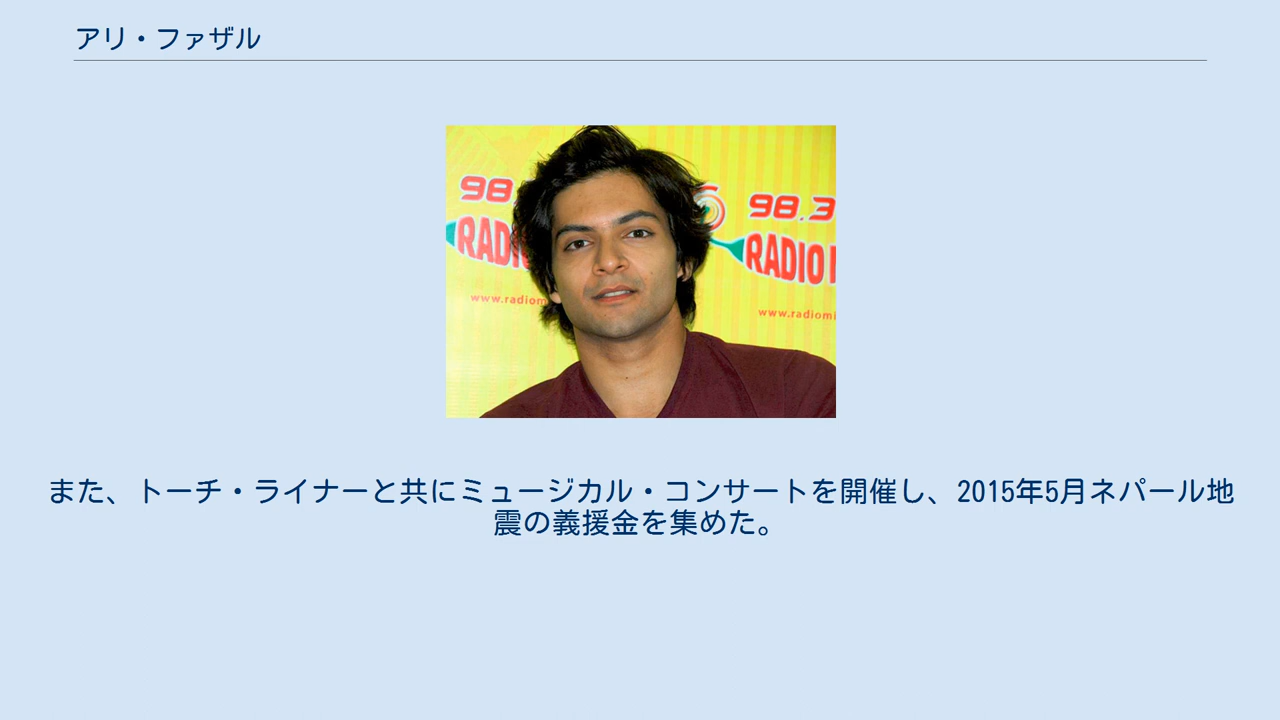 アリ・ファザル
98
98.3
RADIO
RADIO
www.radiom
www.radiomi
また、トーチ・ライナーと共にミュージカル・コンサートを開催し、2015年5月ネパール地
震の義援金を集めた。